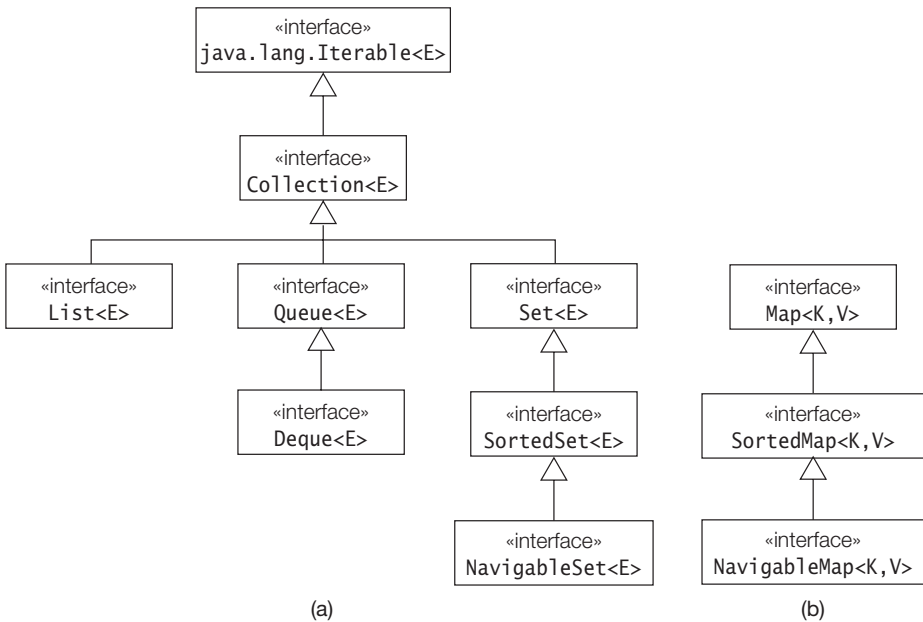 «interface»
java.lang.Iterable<E>
«interface»
Collection<E>
«interface»
List<E>
«interface»
Queue<E>
«interface»
Set<E>
«interface»
Map<K,V>
«interface»
Deque<E>
«interface»
SortedSet<E>
«interface»
SortedMap<K,V>
«interface»
NavigableSet<E>
«interface»
NavigableMap<K,V>
(a)
(b)